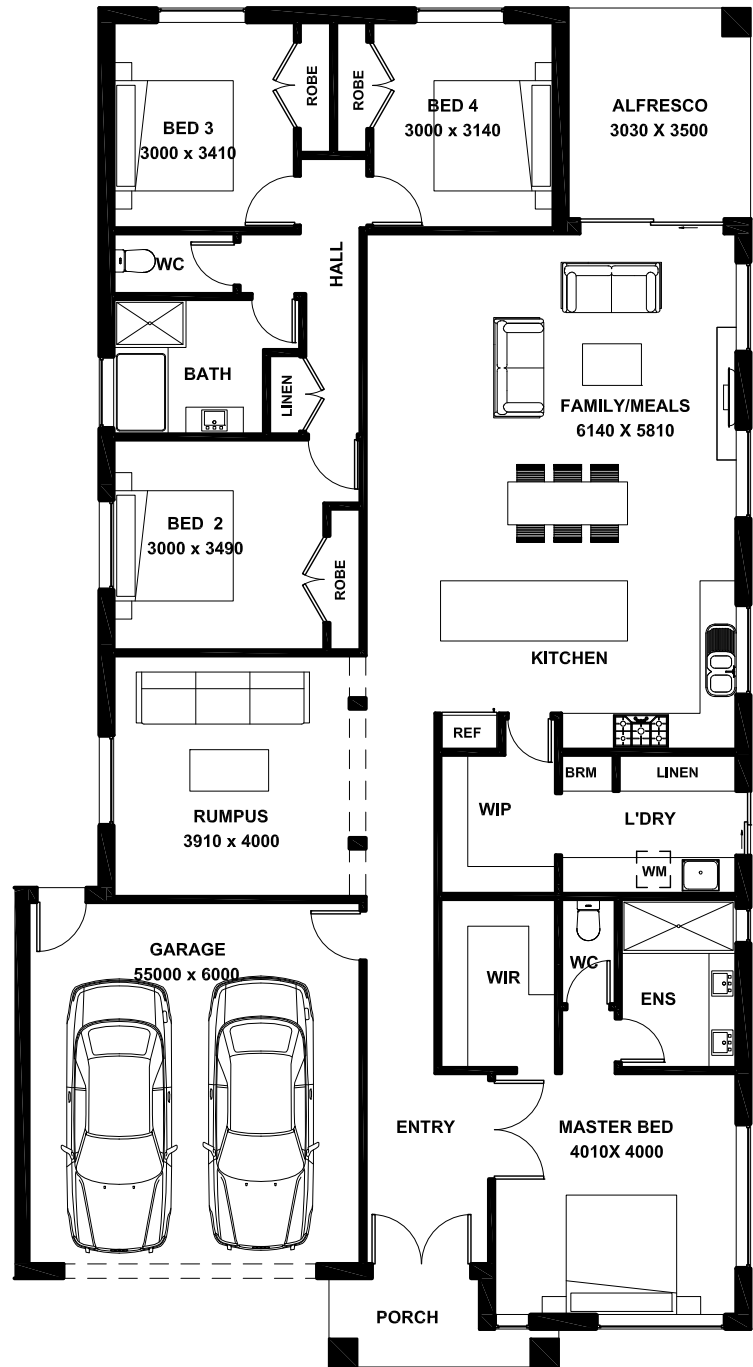 BED 3
3000 x 3410
ROBE
ROBE
BED 4
3000 x 3140
ALFRESCO
3030 X 3500
WC
HALL
BATH
LINEN
FAMILY/MEALS
6140 X 5810
BED 2
3000 x 3490
ROBE
KITCHEN
REF
BRM
LINEN
WIP
L'DRY
WM
RUMPUS
3910 x 4000
GARAGE
55000 x 6000
WIR
WC
ENS
ENTRY
MASTER BED
4010X 4000
PORCH